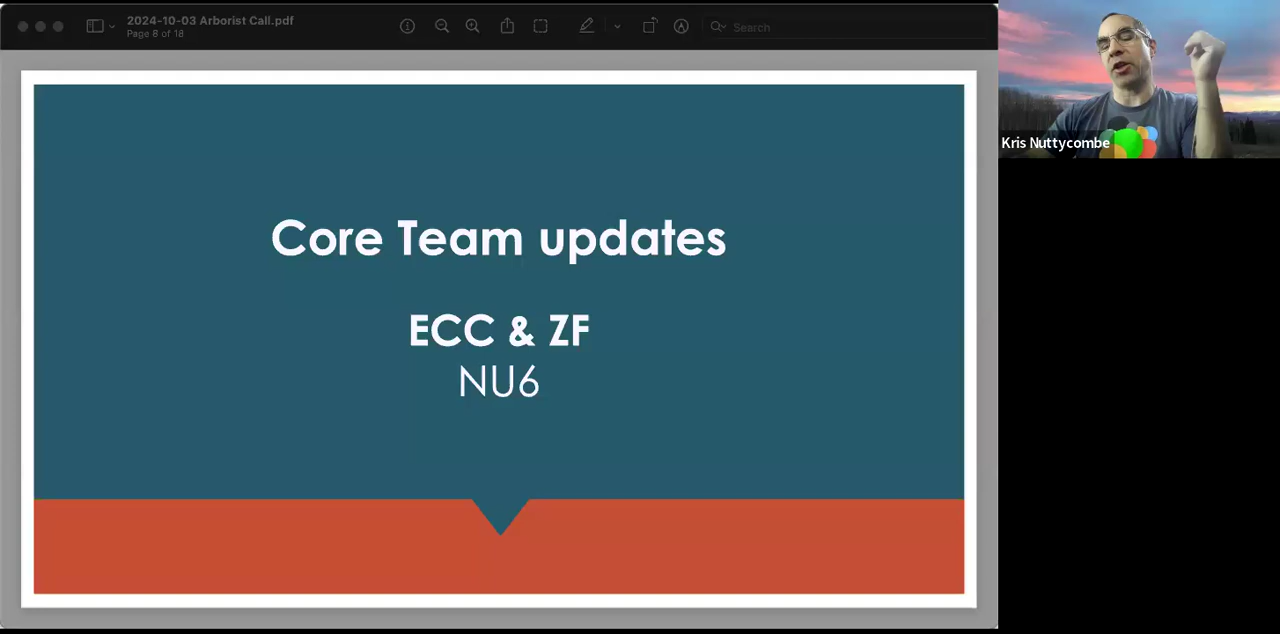 2024-10-03 Arborist Call.pdf
Page 8 of 18
Search
Core Team updates
ECC & ZF
NU6
Kris Nuttycombe